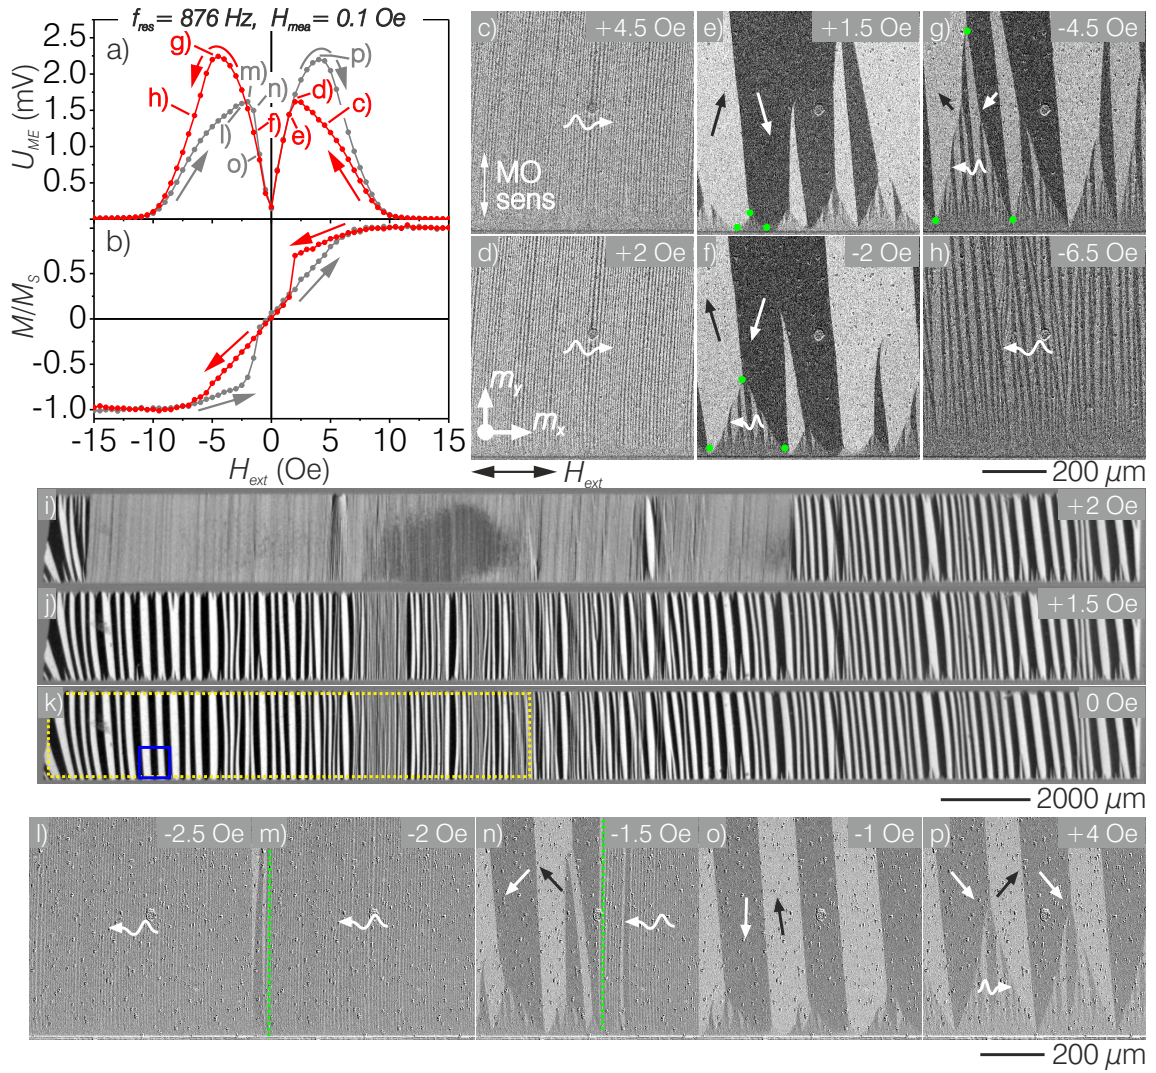 f_res = 876 Hz, H_mea = 0.1 Oe
a)
U_ME (mV)
2.5
2.0
1.5
1.0
0.5
g)
p)
m)
n)
h)
d)
c)
l)
f)
e)
o)
b)
M/M_S
0.5
0
-0.5
-1.0
-15 -10 -5 0 5 10 15
H_ext (Oe)
c) +4.5 Oe
MO
sens
e) +1.5 Oe
g) -4.5 Oe
d) +2 Oe
m_y
m_x
f) -2 Oe
h) -6.5 Oe
H_ext
200 µm
i) +2 Oe
j) +1.5 Oe
k) 0 Oe
2000 µm
l) -2.5 Oe
m) -2 Oe
n) -1.5 Oe
o) -1 Oe
p) +4 Oe
200 µm